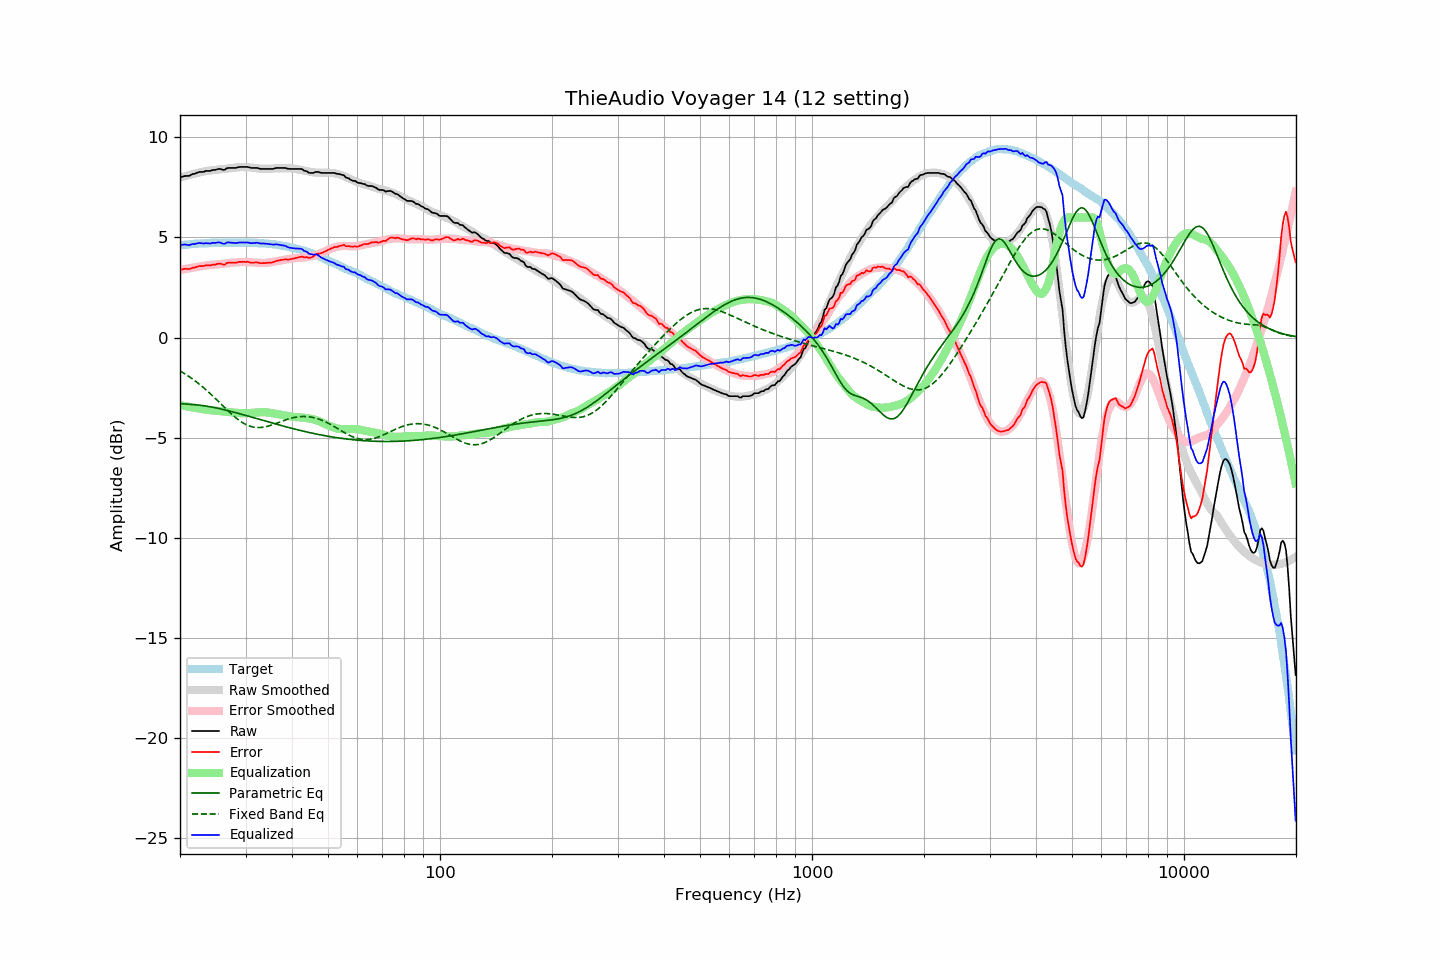 ThieAudio Voyager 14 (12 setting)
10
5
0
−5
−10
−15
−20
−25
Amplitude (dBr)
Target
Raw Smoothed
Error Smoothed
Raw
Error
Equalization
Parametric Eq
Fixed Band Eq
Equalized
100
1000
10000
Frequency (Hz)